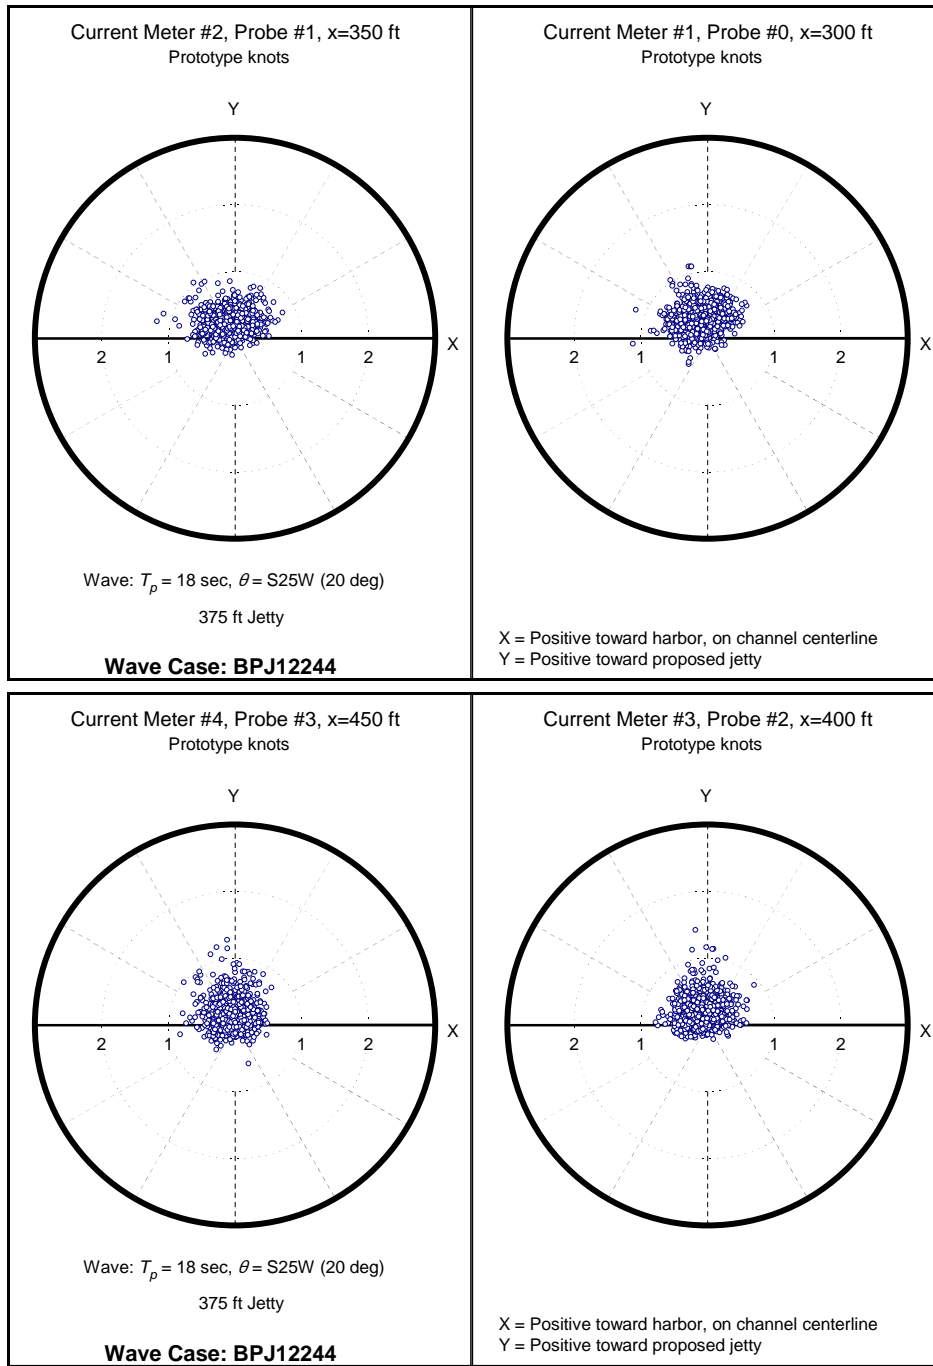 Current Meter #2, Probe #1, x=350 ft
Prototype knots
Y
X
2 1 1 2
Wave: Tp = 18 sec, θ = S25W (20 deg)
375 ft Jetty
Wave Case: BPJ12244
Current Meter #1, Probe #0, x=300 ft
Prototype knots
Y
X
2 1 1 2
X = Positive toward harbor, on channel centerline
Y = Positive toward proposed jetty
Current Meter #4, Probe #3, x=450 ft
Prototype knots
Y
X
2 1 1 2
Wave: Tp = 18 sec, θ = S25W (20 deg)
375 ft Jetty
Wave Case: BPJ12244
Current Meter #3, Probe #2, x=400 ft
Prototype knots
Y
X
2 1 1 2
X = Positive toward harbor, on channel centerline
Y = Positive toward proposed jetty